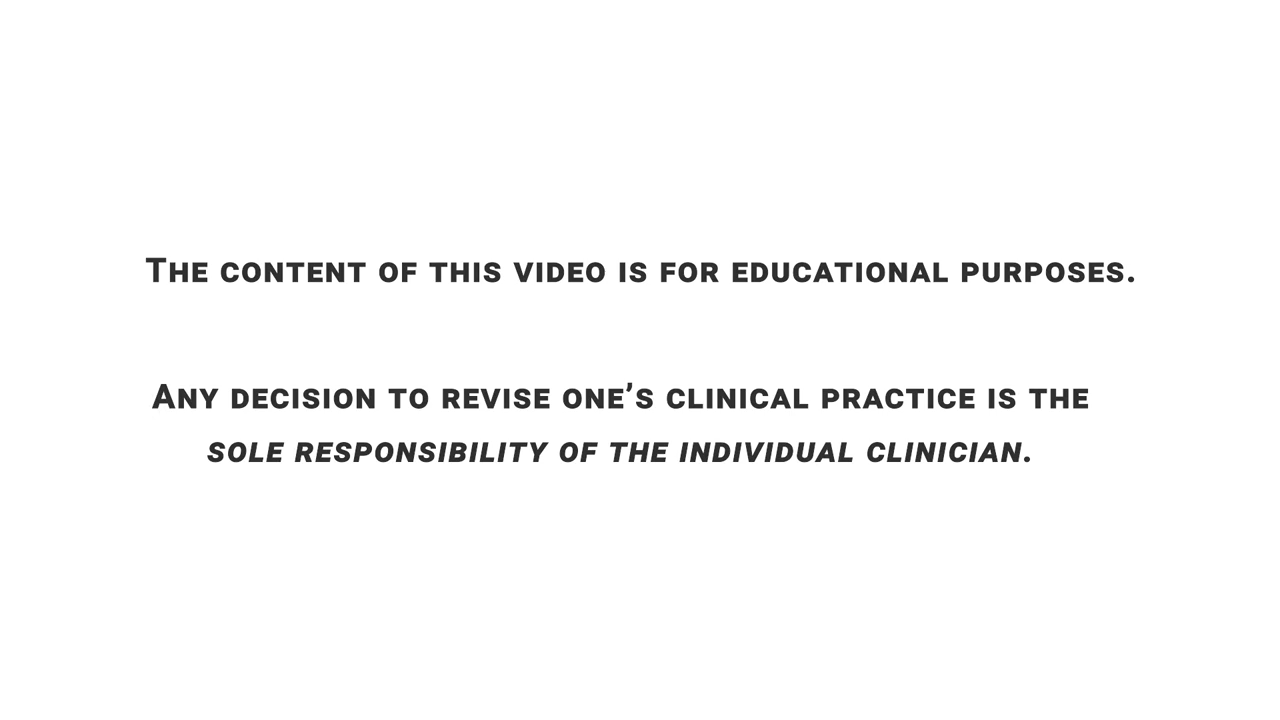 The content of this video is for educational purposes.
Any decision to revise one’s clinical practice is the
sole responsibility of the individual clinician.